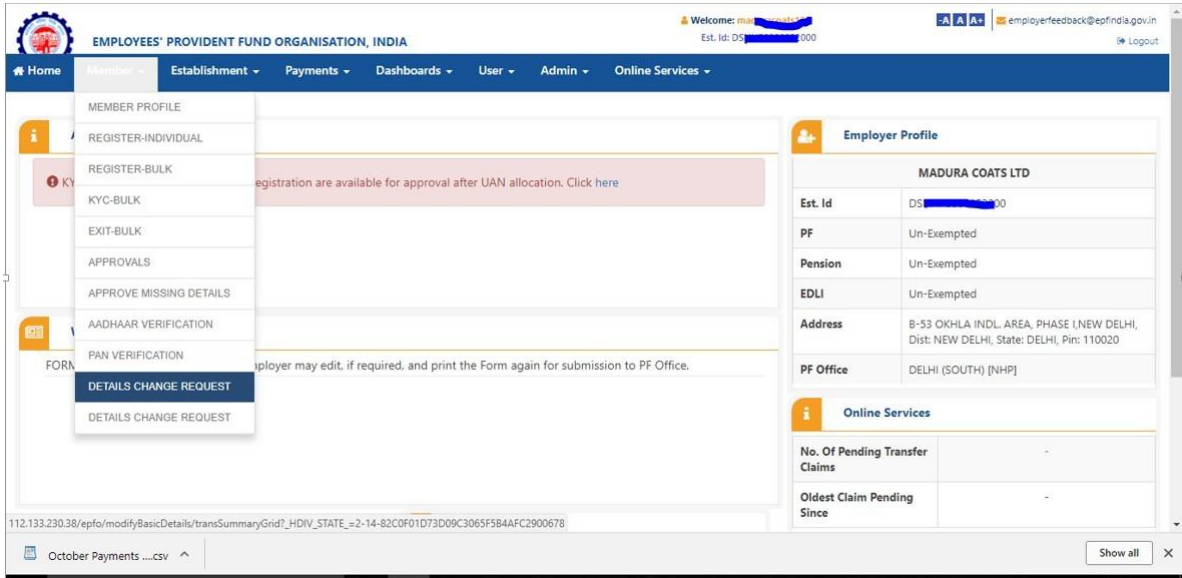 Welcome:
-A A A+ employerfeedback@epfindia.gov.in
EMPLOYEES' PROVIDENT FUND ORGANISATION, INDIA
Est. Id: DS 000
Logout
Home Member Establishment Payments Dashboards User Admin Online Services
MEMBER PROFILE
REGISTER-INDIVIDUAL
REGISTER-BULK
KYC-BULK
EXIT-BULK
APPROVALS
APPROVE MISSING DETAILS
AADHAAR VERIFICATION
PAN VERIFICATION
DETAILS CHANGE REQUEST
DETAILS CHANGE REQUEST
KY egistration are available for approval after UAN allocation. Click here
FORM ployer may edit, if required, and print the Form again for submission to PF Office.
Employer Profile
MADURA COATS LTD
Est. Id DS 00
PF Un-Exempted
Pension Un-Exempted
EDLI Un-Exempted
Address B-53 OKHLA INDL. AREA, PHASE I,NEW DELHI,
Dist: NEW DELHI, State: DELHI, Pin: 110020
PF Office DELHI (SOUTH) [NHP]
Online Services
No. Of Pending Transfer -
Claims
Oldest Claim Pending -
Since
112.133.230.38/epfo/modifyBasicDetails/transSummaryGrid?_HDIV_STATE_=2-14-82C0F01D73D09C3065F5B4AFC2900678
October Payments ....csv
Show all